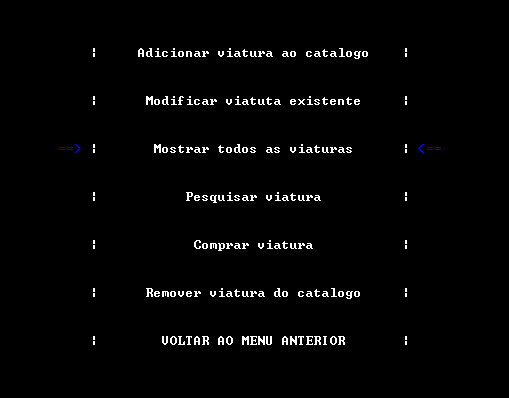 ¦ Adicionar viatura ao catalogo ¦
¦ Modificar viatuta existente ¦
==> ¦ Mostrar todos as viaturas ¦ <==
¦ Pesquisar viatura ¦
¦ Comprar viatura ¦
¦ Remover viatura do catalogo ¦
¦ VOLTAR AO MENU ANTERIOR ¦